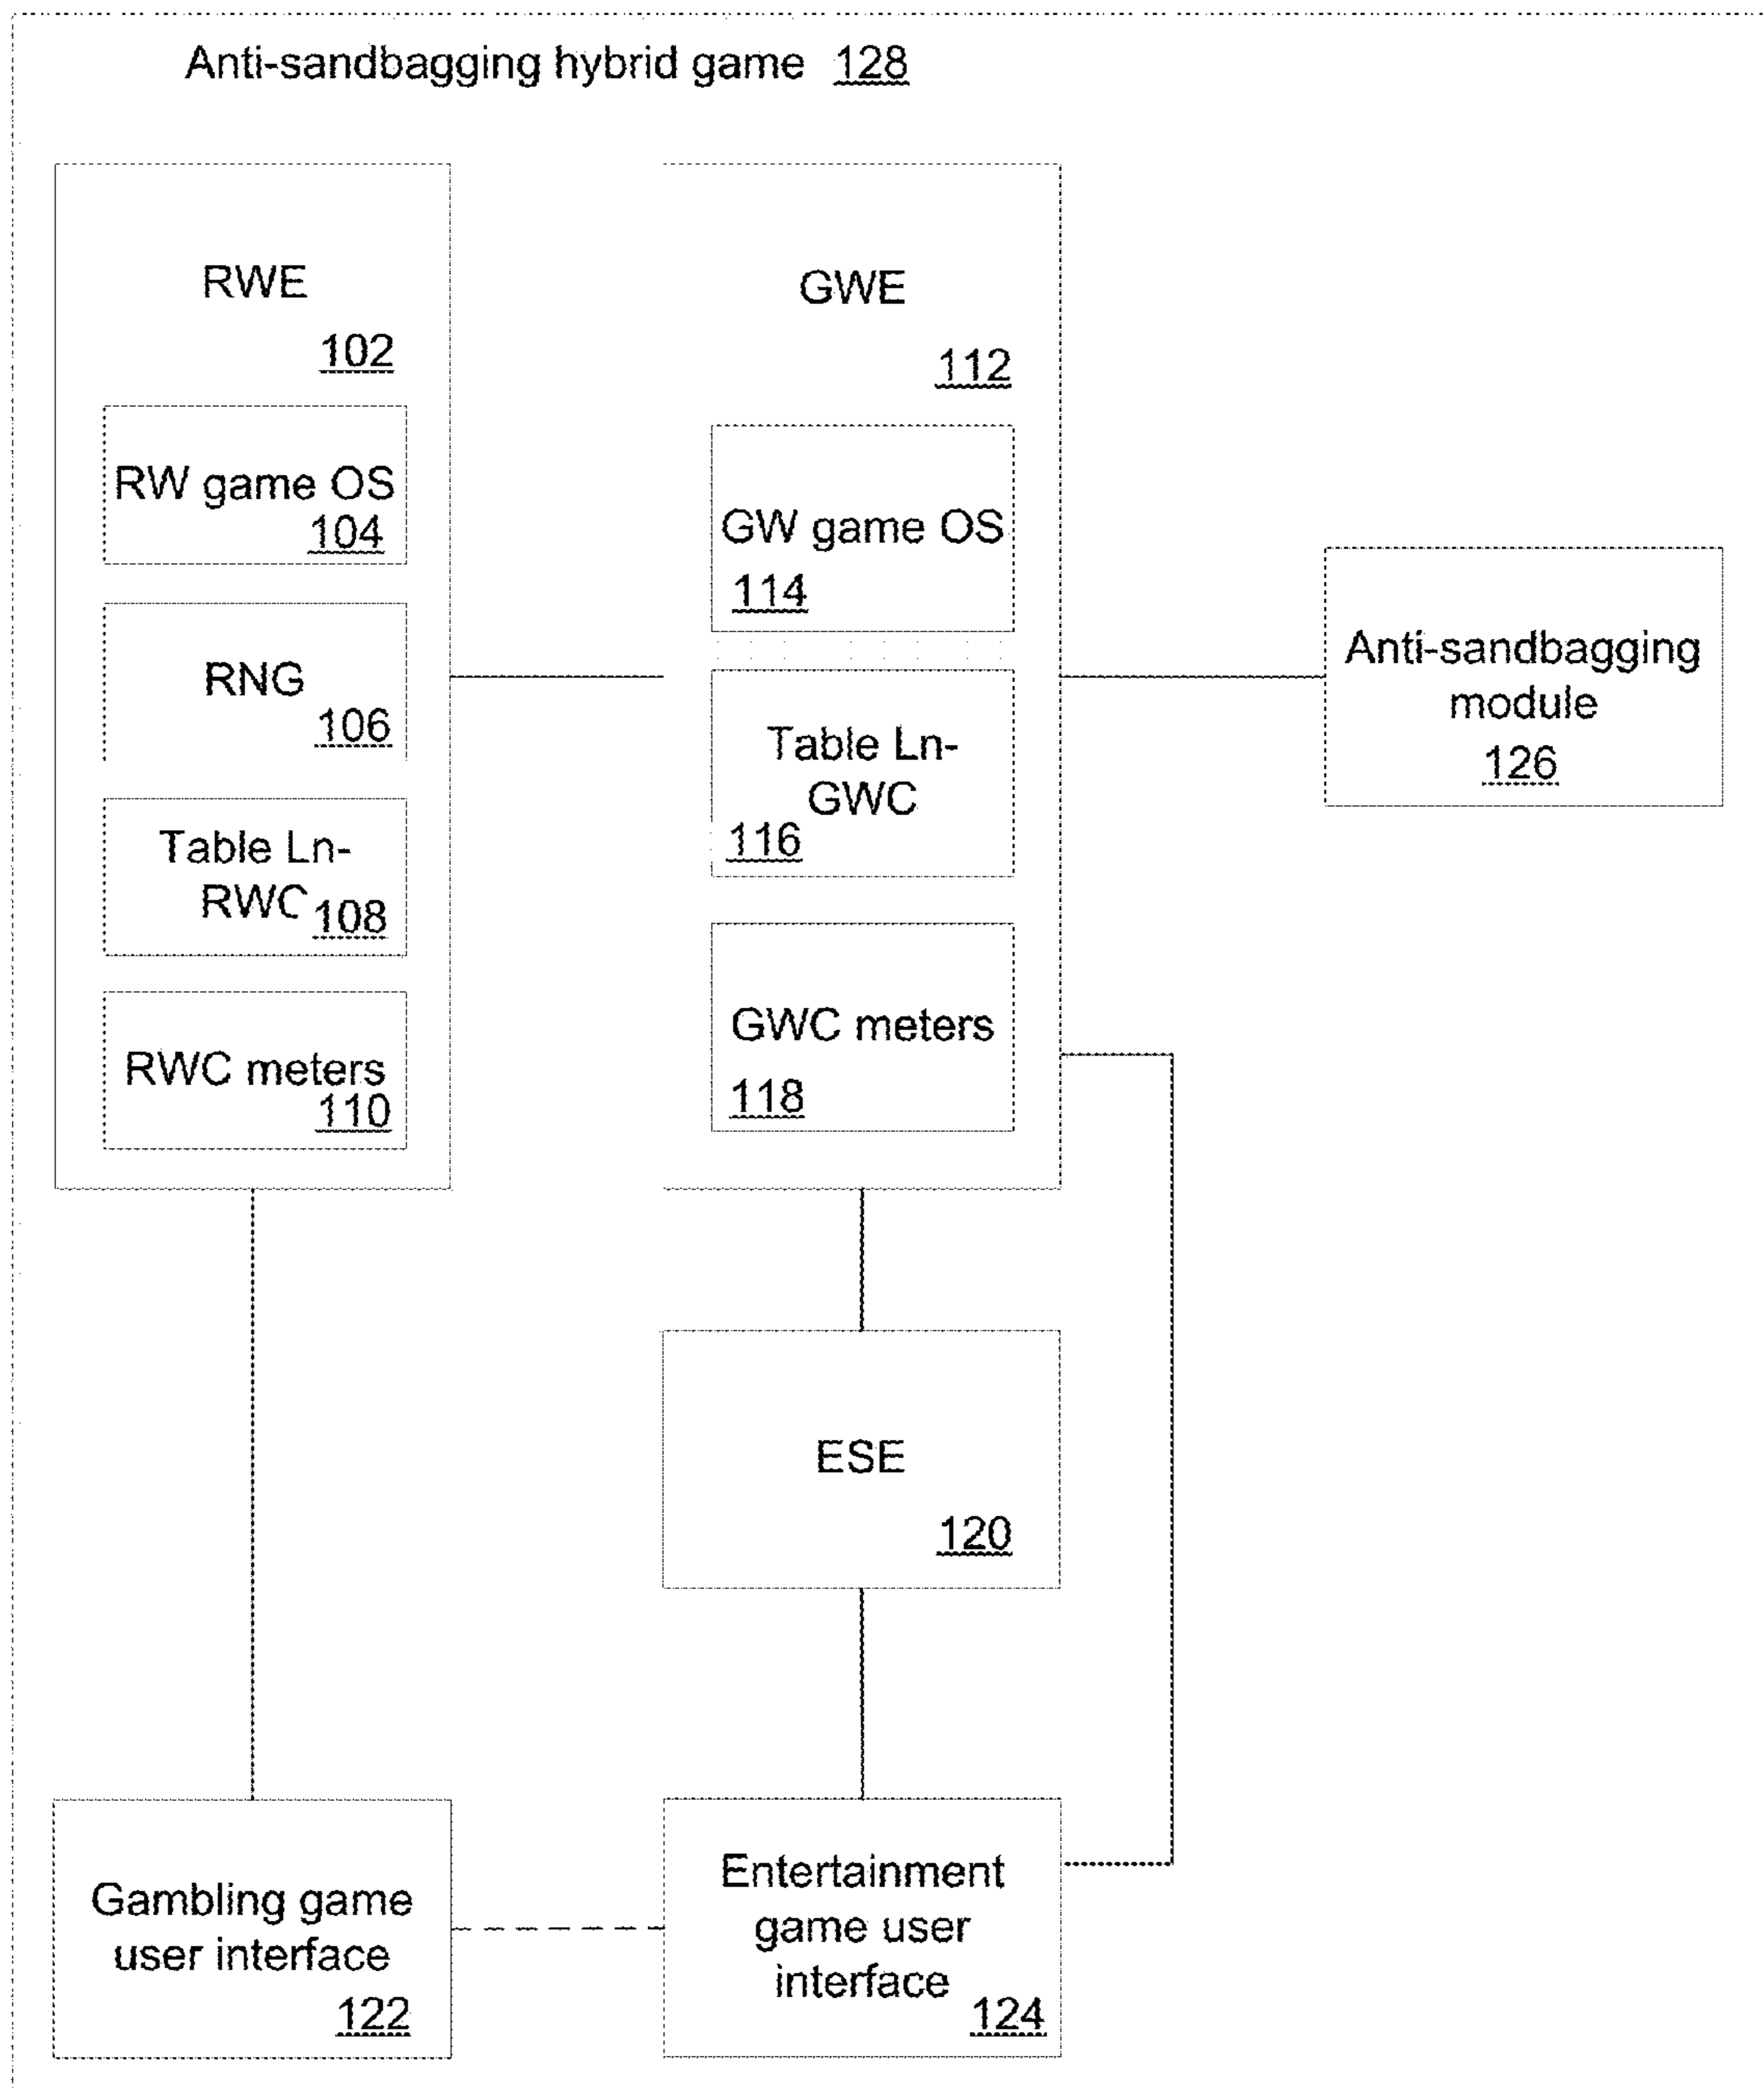 Anti-sandbagging hybrid game 128
RWE
102
RW game OS
104
RNG
106
Table Ln-
RWC 108
RWC meters
110
GWE
112
GW game OS
114
Table Ln-
GWC
116
GWC meters
118
Anti-sandbagging
module
126
ESE
120
Gambling game
user interface
122
Entertainment
game user
interface
124